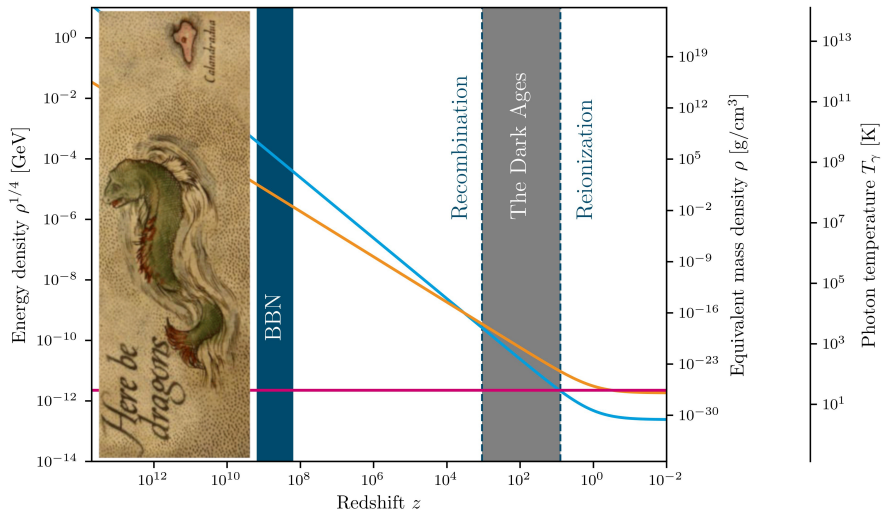 Energy density ρ^{1/4} [GeV]
10^0
10^{−2}
10^{−4}
10^{−6}
10^{−8}
10^{−10}
10^{−12}
10^{−14}
Calandradua
Here be
dragons
BBN
Recombination
The Dark Ages
Reionization
10^{12}
10^{10}
10^8
10^6
10^4
10^2
10^0
10^{−2}
Redshift z
10^{19}
10^{12}
10^5
10^{−2}
10^{−9}
10^{−16}
10^{−23}
10^{−30}
Equivalent mass density ρ [g/cm^3]
10^{13}
10^{11}
10^9
10^7
10^5
10^3
10^1
Photon temperature T_γ [K]